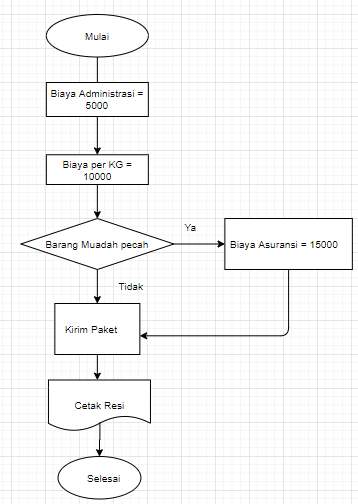 Mulai
Biaya Administrasi =
5000
Biaya per KG =
10000
Barang Muadah pecah
Ya
Biaya Asuransi = 15000
Tidak
Kirim Paket
Cetak Resi
Selesai